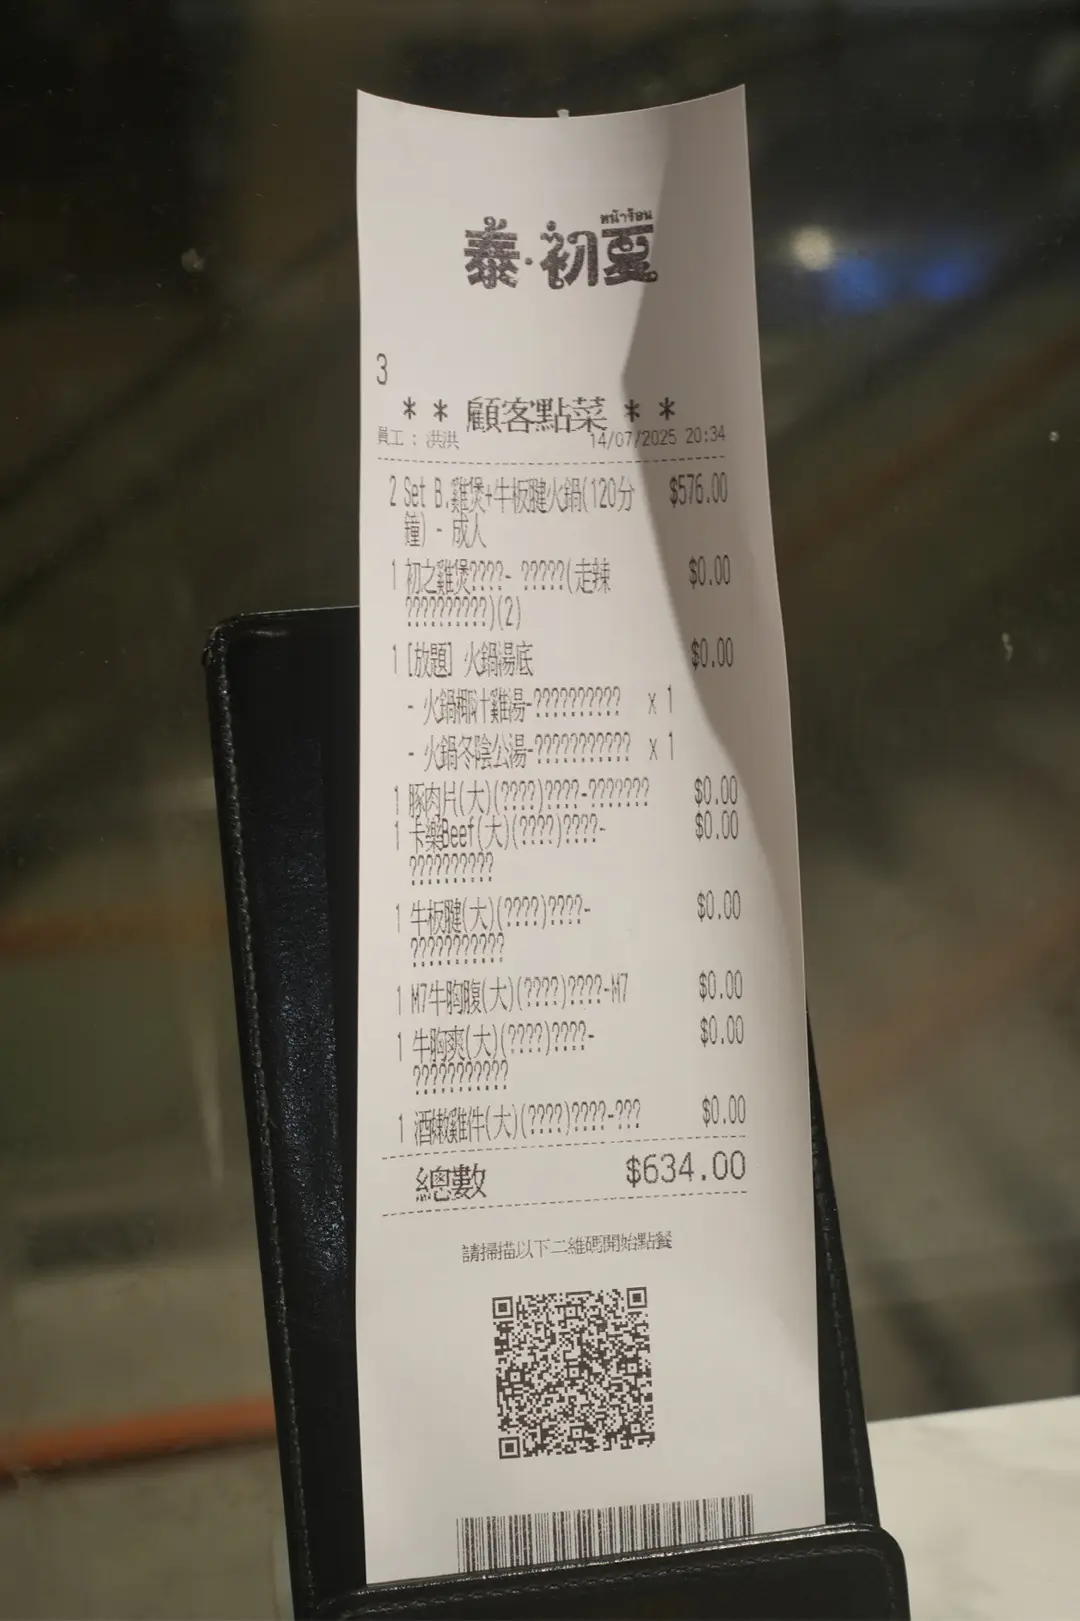 หน้าร้อน
泰·初夏
3
** 顧客點菜 **
員工：洪洪 14/07/2025 20:34
2 Set B.雞煲+牛板腱火鍋(120分 $576.00
鐘) - 成人
1 初之雞煲????- ?????(走辣 $0.00
??????????)(2)
1 [放題] 火鍋湯底 $0.00
- 火鍋椰汁雞湯-?????????? x 1
- 火鍋冬陰公湯-??????????? x 1
1 豚肉片(大)(????)????-??????? $0.00
1 卡樂Beef(大)(????)????- $0.00
??????????
1 牛板腱(大)(????)????- $0.00
???????????
1 M7牛胸腹(大)(????)????-M7 $0.00
1 牛胸爽(大)(????)????- $0.00
???????????
1 酒嫩雞件(大)(????)????-??? $0.00
總數 $634.00
請掃描以下二維碼開始點餐